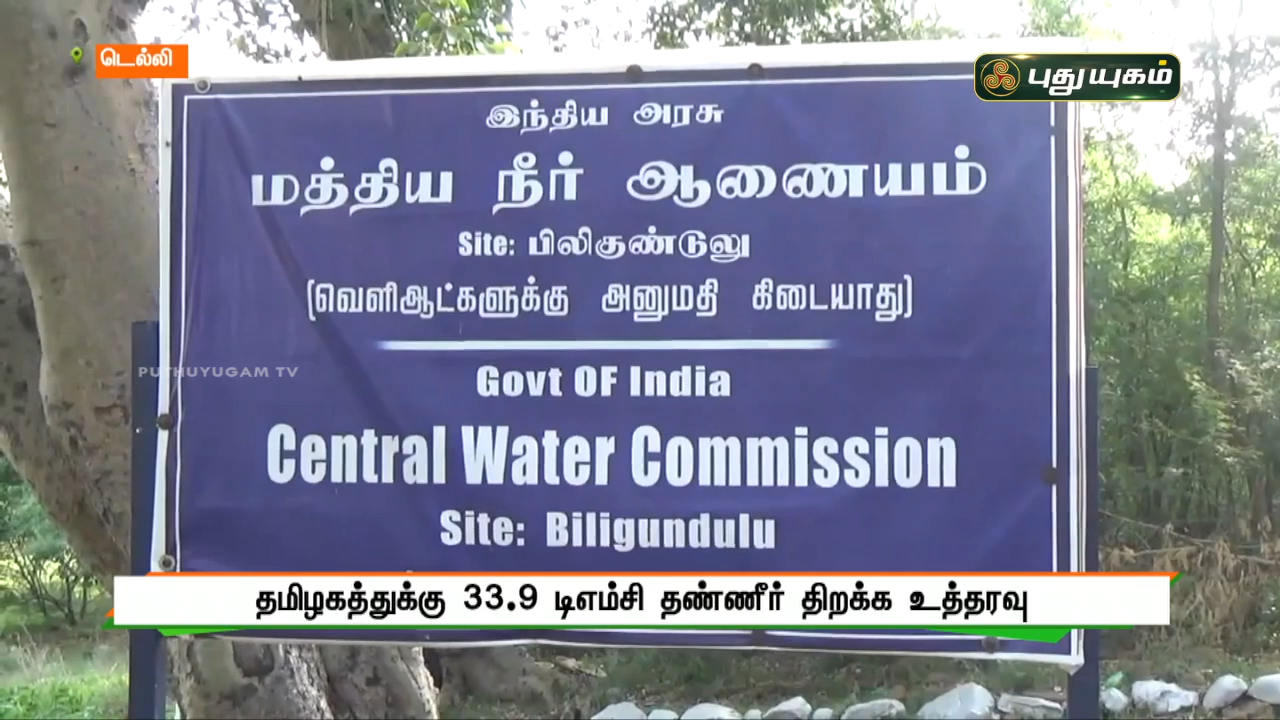 டெல்லி
புதுயுகம்
இந்திய அரசு
மத்திய நீர் ஆணையம்
Site: பிலிகுண்டுலு
(வெளிஆட்களுக்கு அனுமதி கிடையாது)
PUTHUYUGAM TV
Govt OF India
Central Water Commission
Site: Biligundulu
தமிழகத்துக்கு 33.9 டிஎம்சி தண்ணீர் திறக்க உத்தரவு